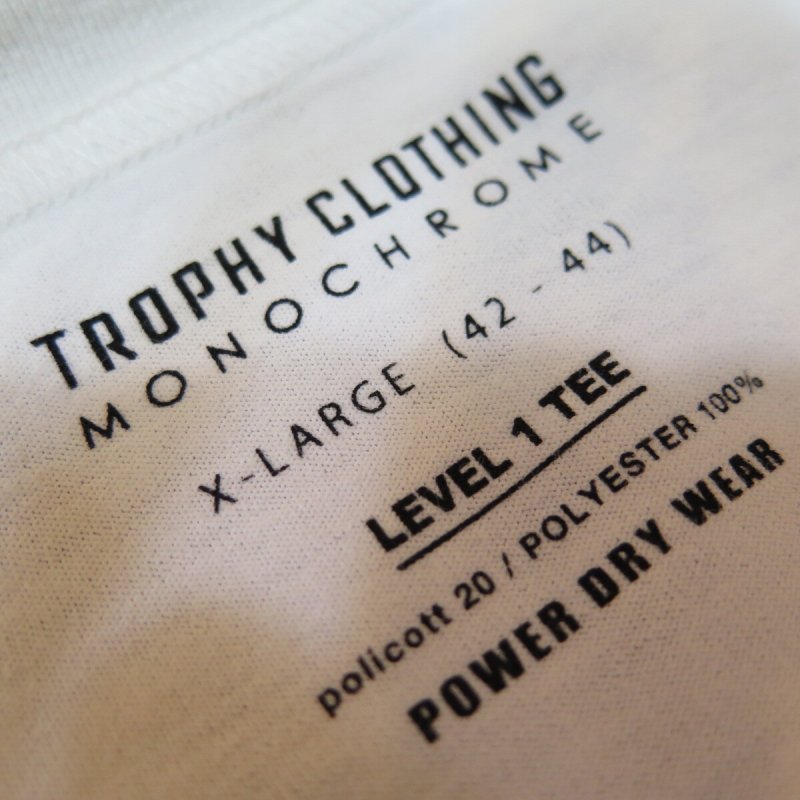 TROPHY CLOTHING
MONOCHROME
X-LARGE (42 - 44)
LEVEL 1 TEE
policott 20 / POLYESTER 100%
POWER DRY WEAR